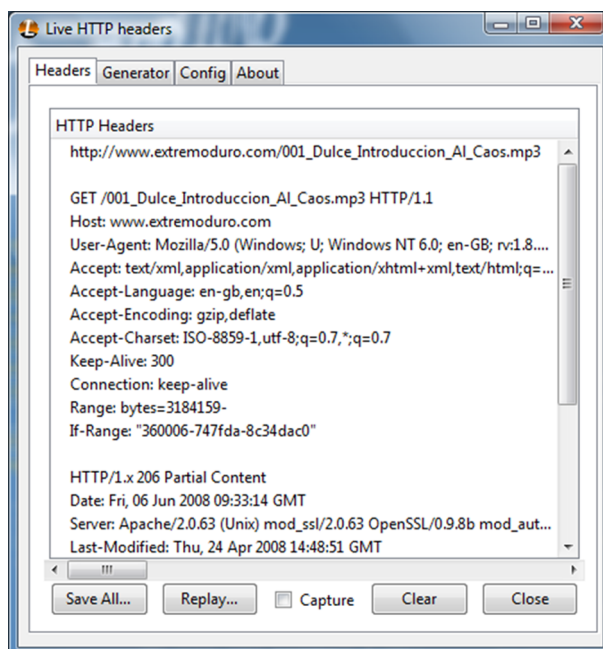 Live HTTP headers
Headers Generator Config About
HTTP Headers
http://www.extremoduro.com/001_Dulce_Introduccion_Al_Caos.mp3
GET /001_Dulce_Introduccion_Al_Caos.mp3 HTTP/1.1
Host: www.extremoduro.com
User-Agent: Mozilla/5.0 (Windows; U; Windows NT 6.0; en-GB; rv:1.8....
Accept: text/xml,application/xml,application/xhtml+xml,text/html;q=...
Accept-Language: en-gb,en;q=0.5
Accept-Encoding: gzip,deflate
Accept-Charset: ISO-8859-1,utf-8;q=0.7,*;q=0.7
Keep-Alive: 300
Connection: keep-alive
Range: bytes=3184159-
If-Range: "360006-747fda-8c34dac0"
HTTP/1.x 206 Partial Content
Date: Fri, 06 Jun 2008 09:33:14 GMT
Server: Apache/2.0.63 (Unix) mod_ssl/2.0.63 OpenSSL/0.9.8b mod_aut...
Last-Modified: Thu, 24 Apr 2008 14:48:51 GMT
Save All... Replay... Capture Clear Close